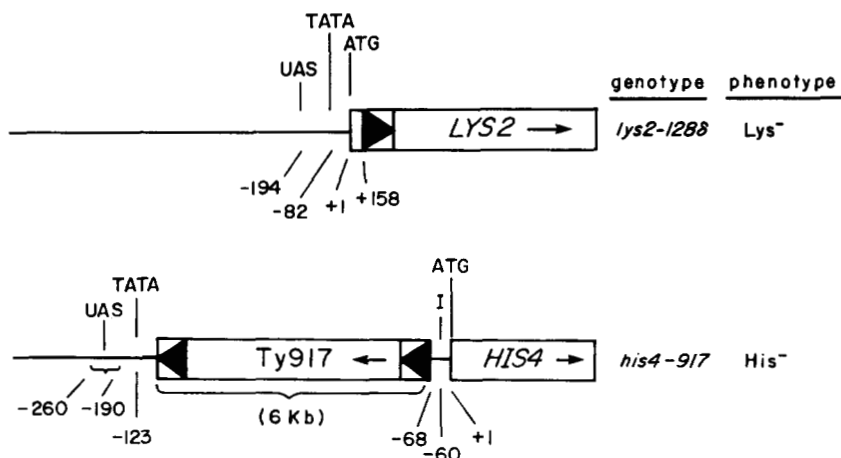 TATA
ATG
UAS
genotype phenotype
LYS2 lys2-128δ Lys⁻
-194
-82
+1
+158
ATG
TATA
I
UAS
Ty917 HIS4 his4-917 His⁻
-260
-190
(6 Kb)
-68
+1
-123
-60